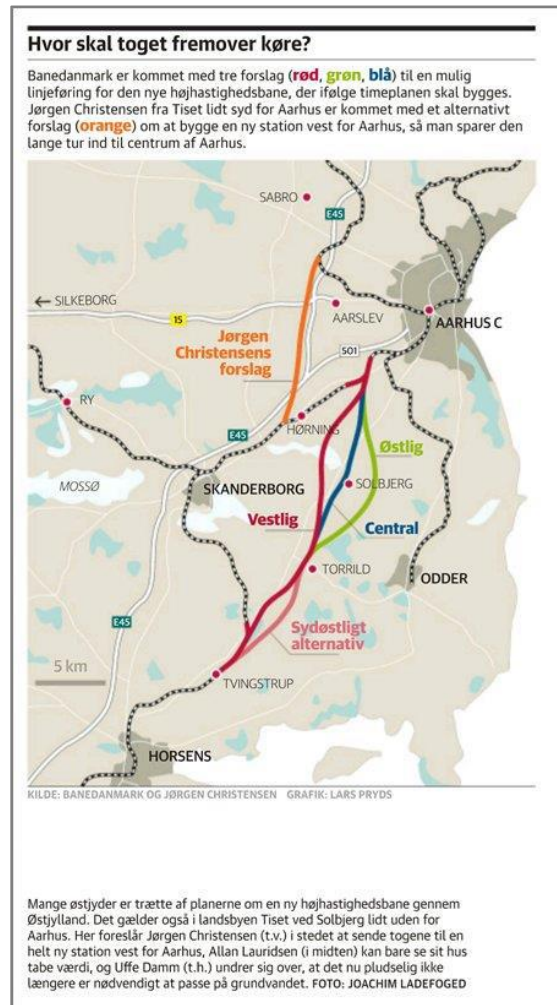 Hvor skal toget fremover køre?
Banedanmark er kommet med tre forslag (rød, grøn, blå) til en mulig
linjeføring for den nye højhastighedsbane, der ifølge timeplanen skal bygges.
Jørgen Christensen fra Tiset lidt syd for Aarhus er kommet med et alternativt
forslag (orange) om at bygge en ny station vest for Aarhus, så man sparer den
lange tur ind til centrum af Aarhus.
SABRO
E45
← SILKEBORG
15
AARSLEV
AARHUS C
Jørgen
Christensens
forslag
501
RY
HØRNING
E45
Østlig
MOSSØ
SKANDERBORG
SOLBJERG
Vestlig
Central
TORRILD
ODDER
E45
Sydøstligt
alternativ
5 km
TVINGSTRUP
HORSENS
KILDE: BANEDANMARK OG JØRGEN CHRISTENSEN GRAFIK: LARS PRYDS
Mange østjyder er trætte af planerne om en ny højhastighedsbane gennem
Østjylland. Det gælder også i landsbyen Tiset ved Solbjerg lidt uden for
Aarhus. Her foreslår Jørgen Christensen (t.v.) i stedet at sende togene til en
helt ny station vest for Aarhus, Allan Lauridsen (i midten) kan bare se sit hus
tabe værdi, og Uffe Damm (t.h.) undrer sig over, at det nu pludselig ikke
længere er nødvendigt at passe på grundvandet. FOTO: JOACHIM LADEFOGED